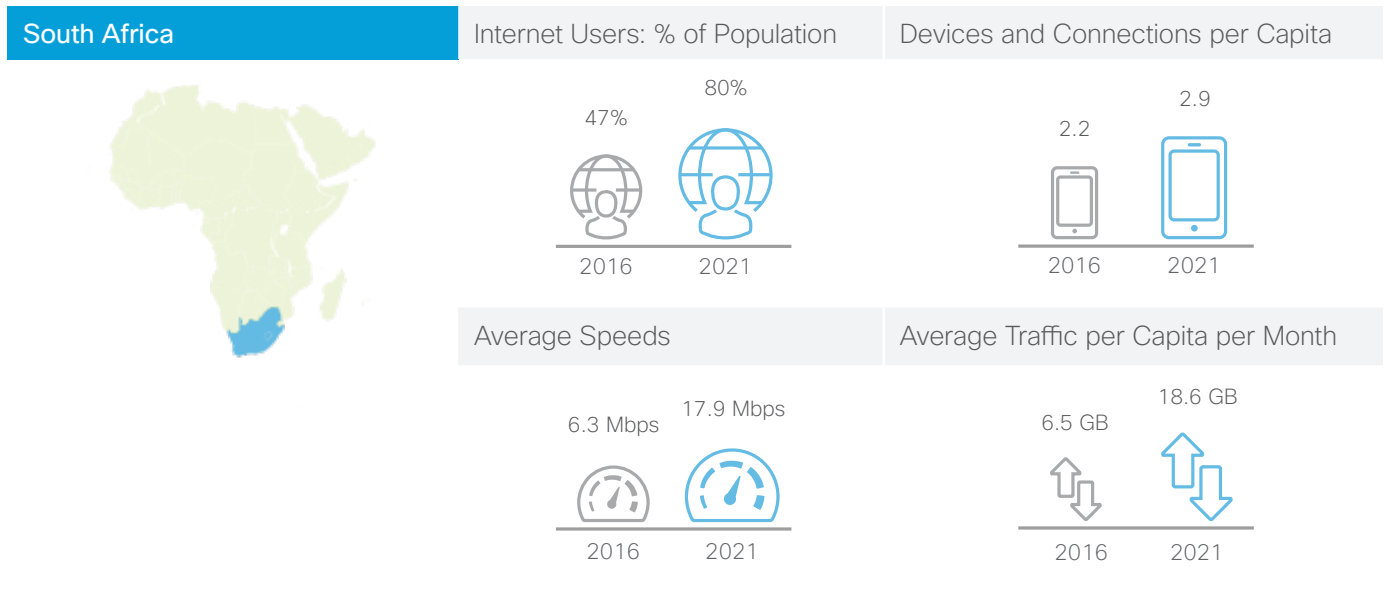 South Africa
Internet Users: % of Population
47%
80%
2016
2021
Devices and Connections per Capita
2.2
2.9
2016
2021
Average Speeds
6.3 Mbps
17.9 Mbps
2016
2021
Average Traffic per Capita per Month
6.5 GB
18.6 GB
2016
2021